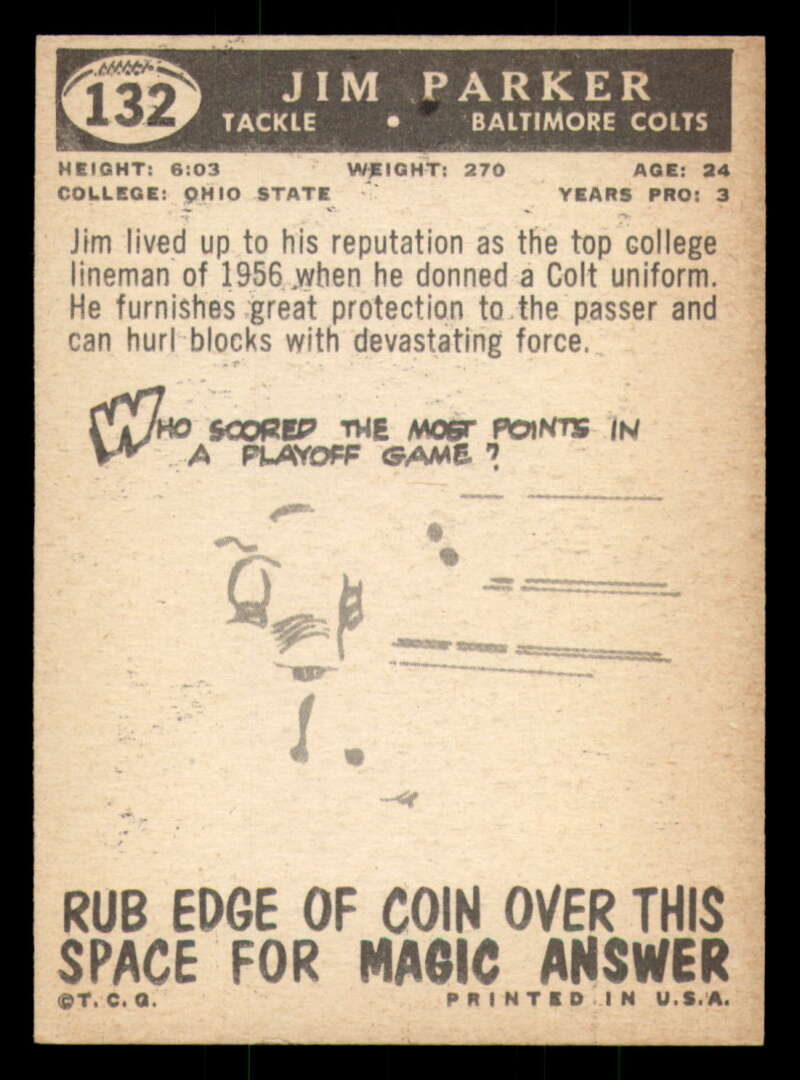 132
JIM PARKER
TACKLE • BALTIMORE COLTS
HEIGHT: 6:03 WEIGHT: 270 AGE: 24
COLLEGE: OHIO STATE YEARS PRO: 3
Jim lived up to his reputation as the top college
lineman of 1956 when he donned a Colt uniform.
He furnishes great protection to the passer and
can hurl blocks with devastating force.
WHO SCORED THE MOST POINTS IN
A PLAYOFF GAME?
RUB EDGE OF COIN OVER THIS
SPACE FOR MAGIC ANSWER
©T.C.G. PRINTED IN U.S.A.